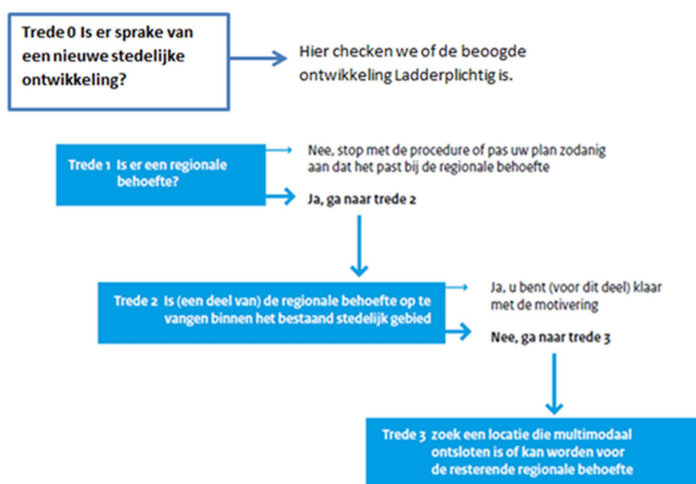 Trede 0 Is er sprake van
een nieuwe stedelijke
ontwikkeling?
Hier checken we of de beoogde
ontwikkeling Ladderplichtig is.
Trede 1 Is er een regionale
behoefte?
Nee, stop met de procedure of pas uw plan zodanig
aan dat het past bij de regionale behoefte
Ja, ga naar trede 2
Trede 2 Is (een deel van) de regionale behoefte op te
vangen binnen het bestaand stedelijk gebied
Ja, u bent (voor dit deel) klaar
met de motivering
Nee, ga naar trede 3
Trede 3 zoek een locatie die multimodaal
ontsloten is of kan worden voor
de resterende regionale behoefte